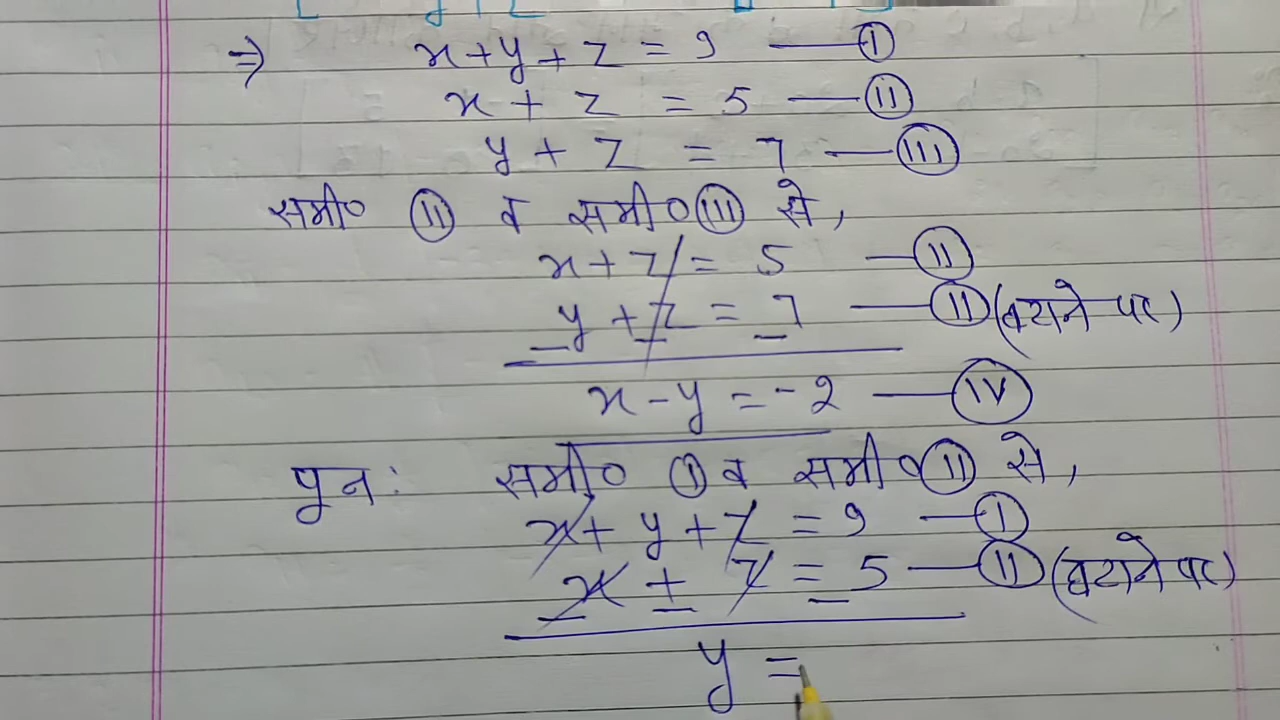 ⇒ x + y + z = 9 — (I)
x + z = 5 — (II)
y + z = 7 — (III)
समी० (II) व समी० (III) से,
x + z = 5 — (II)
y + z = 7 — (II) (घटाने पर)
x - y = -2 — (IV)
पुनः समी० (I) व समी० (II) से,
x + y + z = 9 — (I)
x + z = 5 — (II) (घटाने पर)
y =